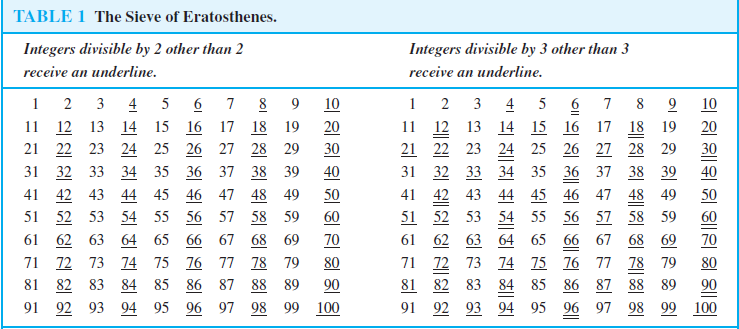 TABLE 1 The Sieve of Eratosthenes.
Integers divisible by 2 other than 2
receive an underline.
1 2 3 4 5 6 7 8 9 10
11 12 13 14 15 16 17 18 19 20
21 22 23 24 25 26 27 28 29 30
31 32 33 34 35 36 37 38 39 40
41 42 43 44 45 46 47 48 49 50
51 52 53 54 55 56 57 58 59 60
61 62 63 64 65 66 67 68 69 70
71 72 73 74 75 76 77 78 79 80
81 82 83 84 85 86 87 88 89 90
91 92 93 94 95 96 97 98 99 100
Integers divisible by 3 other than 3
receive an underline.
1 2 3 4 5 6 7 8 9 10
11 12 13 14 15 16 17 18 19 20
21 22 23 24 25 26 27 28 29 30
31 32 33 34 35 36 37 38 39 40
41 42 43 44 45 46 47 48 49 50
51 52 53 54 55 56 57 58 59 60
61 62 63 64 65 66 67 68 69 70
71 72 73 74 75 76 77 78 79 80
81 82 83 84 85 86 87 88 89 90
91 92 93 94 95 96 97 98 99 100